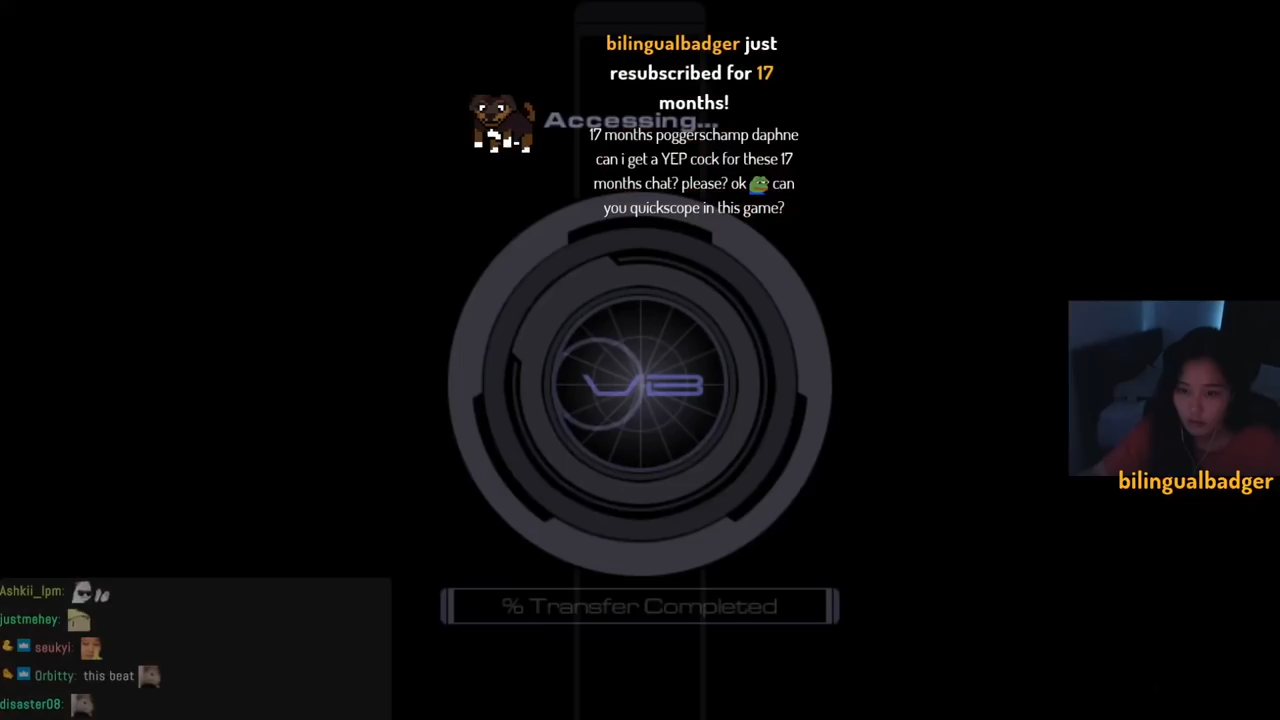 bilingualbadger just
resubscribed for 17
months!
Accessing...
17 months poggerschamp daphne
can i get a YEP cock for these 17
months chat? please? ok can
you quickscope in this game?
VB
% Transfer Completed
bilingualbadger
Ashkii_lpm:
justmehey:
seukyi:
Orbitty: this beat
disaster08: